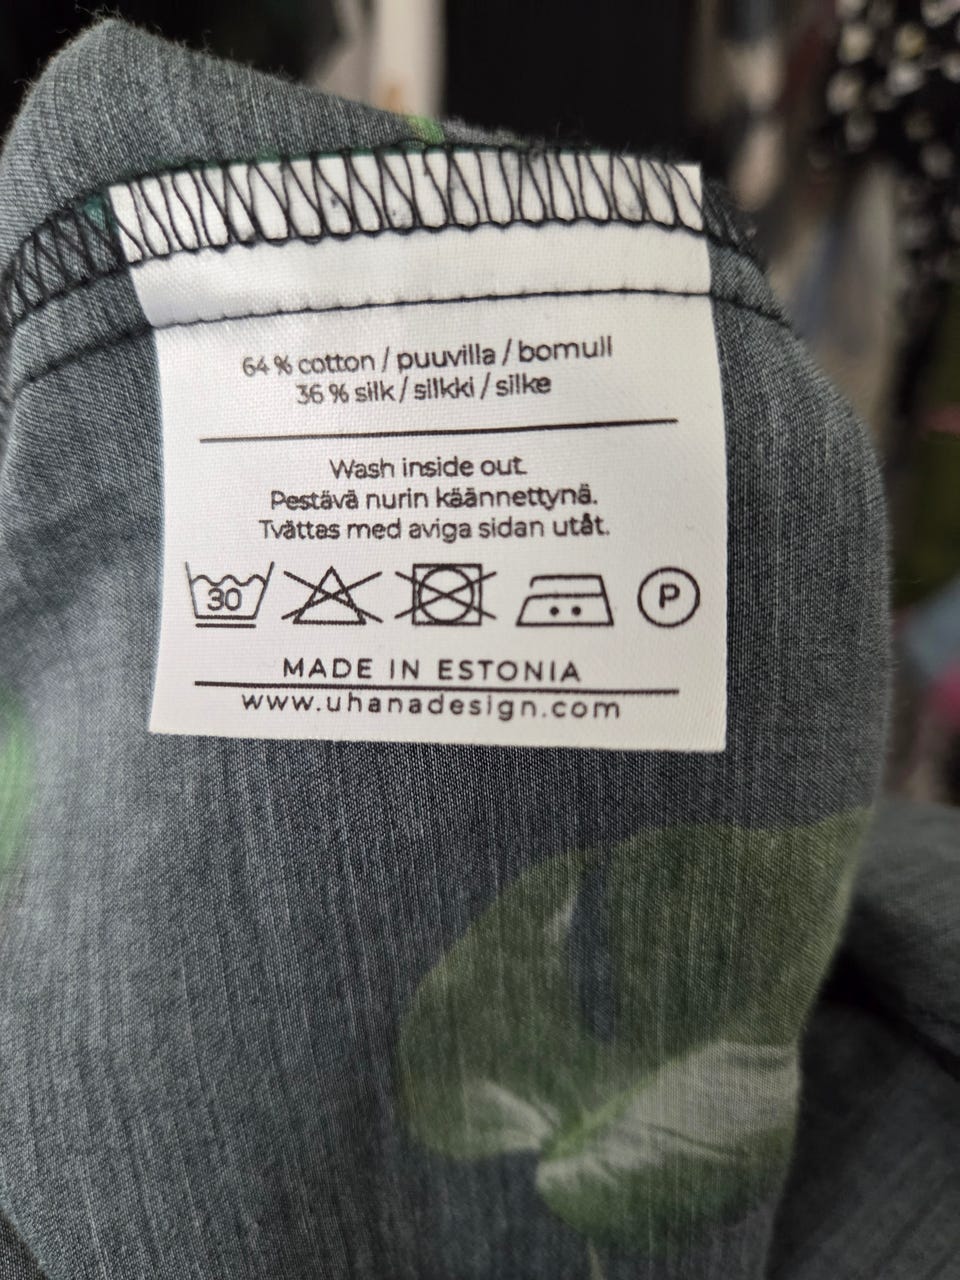 64 % cotton / puuvilla / bomull
36 % silk / silkki / silke
Wash inside out.
Pestävä nurin käännettynä.
Tvättas med aviga sidan utåt.
30 P
MADE IN ESTONIA
www.uhanadesign.com